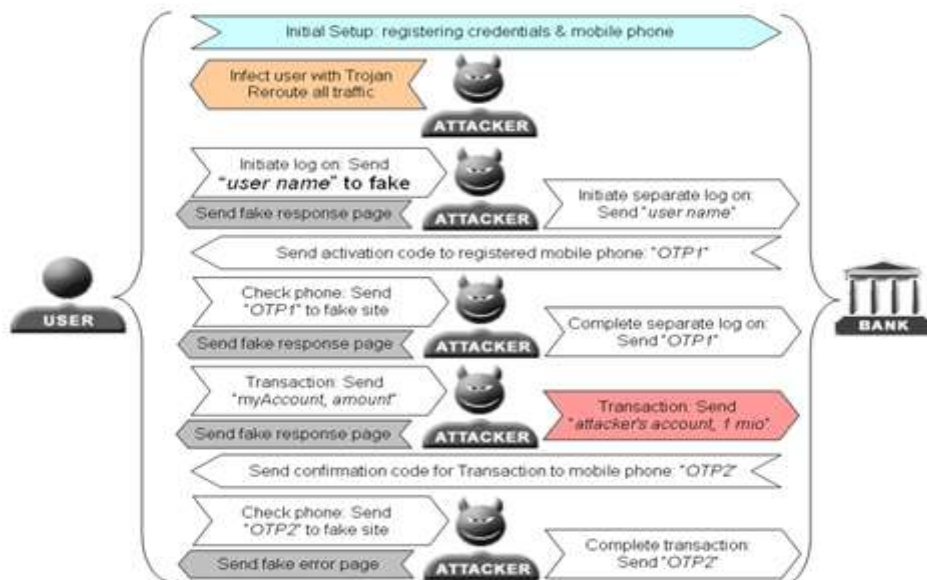 Initial Setup: registering credentials & mobile phone
Infect user with Trojan
Reroute all traffic
ATTACKER
Initiate log on: Send
"user name" to fake
Send fake response page
ATTACKER
Initiate separate log on:
Send "user name"
Send activation code to registered mobile phone: "OTP1"
USER
Check phone: Send
"OTP1" to fake site
Send fake response page
ATTACKER
Complete separate log on:
Send "OTP1"
BANK
Transaction: Send
"myAccount, amount"
Send fake response page
ATTACKER
Transaction: Send
"attacker's account, 1 mio".
Send confirmation code for Transaction to mobile phone: "OTP2"
Check phone: Send
"OTP2" to fake site
Send fake error page
ATTACKER
Complete transaction:
Send "OTP2"